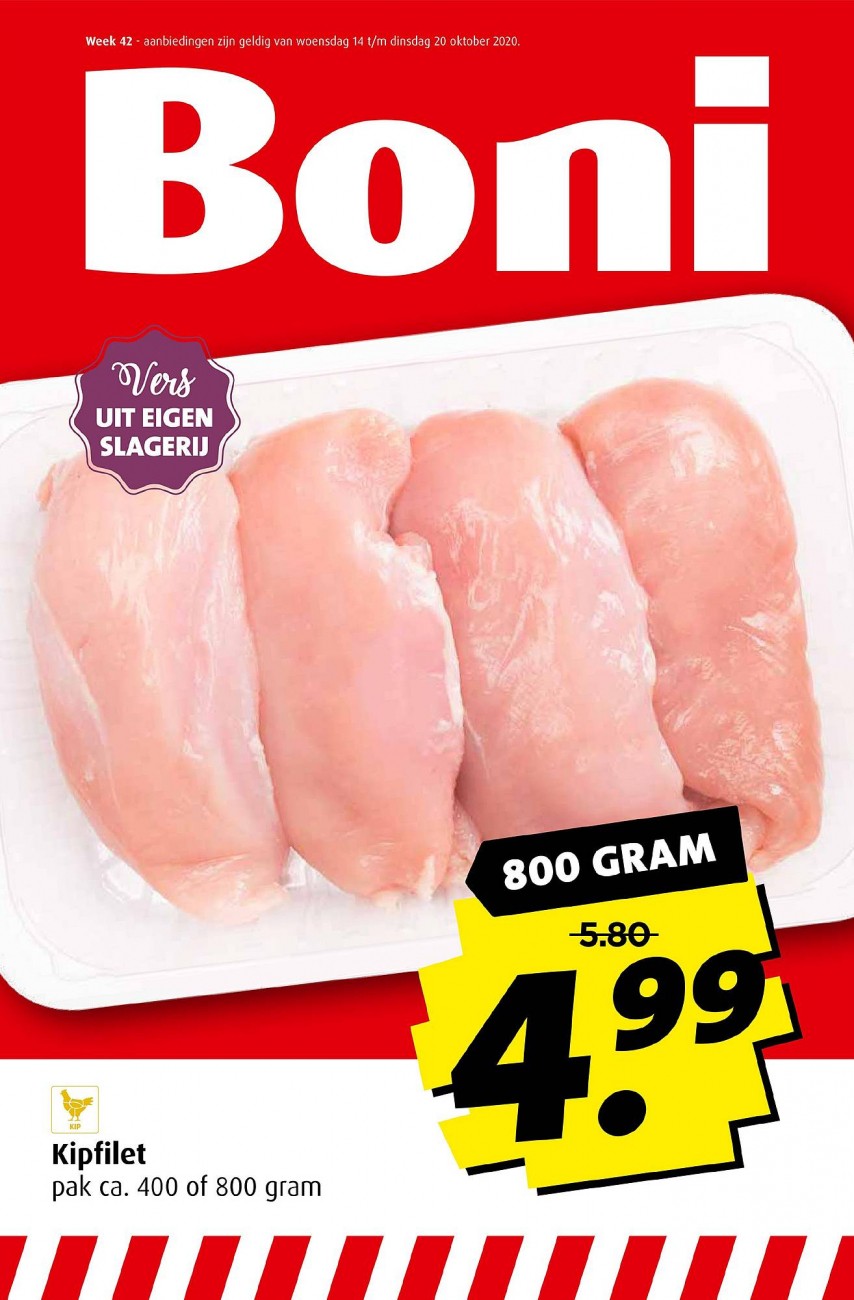 Week 42 - aanbiedingen zijn geldig van woensdag 14 t/m dinsdag 20 oktober 2020.
Boni
Vers
UIT EIGEN
SLAGERIJ
800 GRAM
5.80
4.99
KIP
Kipfilet
pak ca. 400 of 800 gram